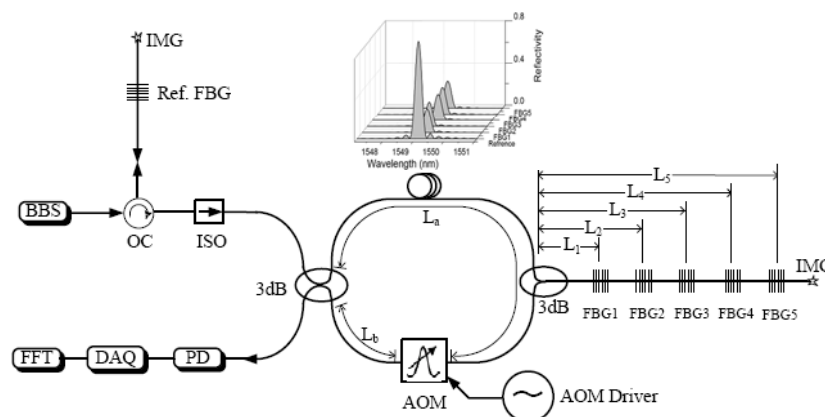 IMG
Ref. FBG
0.8
0.4
0.0
Reflectivity
FBG5
FBG4
FBG3
FBG2
FBG1
Refrence
1548 1549 1550 1551
Wavelength (nm)
BBS
OC
ISO
La
L5
L4
L3
L2
L1
IMG
3dB
3dB
FBG1 FBG2 FBG3 FBG4 FBG5
Lb
FFT
DAQ
PD
AOM
AOM Driver